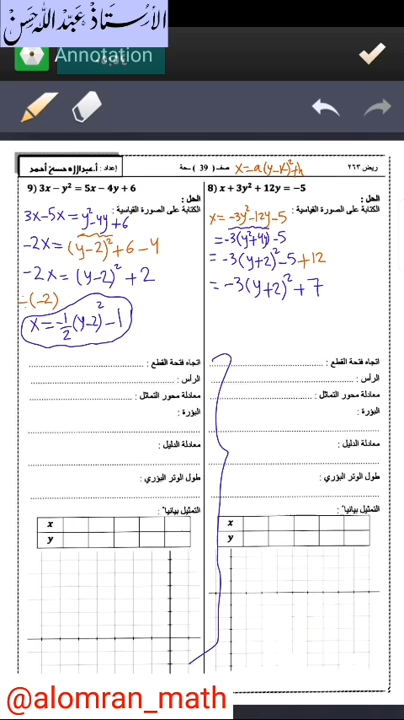 الأستاذ عبدالله حسن
Annotation
ريض ٢٦٣
صفحة ( 39 )
إعداد : أ.عبدالإله حسن أحمد
x=a(y-k)²+h
8) x + 3y² + 12y = −5
الحل :
الكتابة على الصورة القياسية :
x = -3y²-12y-5
= -3(y²+4y)-5
= -3(y+2)²-5+12
= -3(y+2)²+7
اتجاه فتحة القطع :
الرأس :
معادلة محور التماثل :
البؤرة :
معادلة الدليل :
طول الوتر البؤري :
التمثيل بيانيا :
x
y
9) 3x − y² = 5x − 4y + 6
الحل :
الكتابة على الصورة القياسية :
3x-5x = y²-4y+6
-2x = (y-2)²+6-4
-2x = (y-2)²+2
÷(-2)
x = -1/2(y-2)²-1
اتجاه فتحة القطع :
الرأس :
معادلة محور التماثل :
البؤرة :
معادلة الدليل :
طول الوتر البؤري :
التمثيل بيانيا :
x
y
@alomran_math